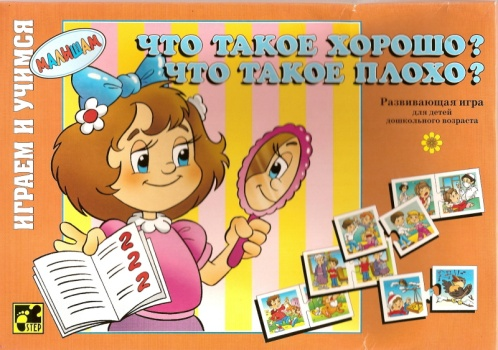 ИГРАЕМ И УЧИМСЯ
МАЛЫШАМ
ЧТО ТАКОЕ ХОРОШО?
ЧТО ТАКОЕ ПЛОХО?
Развивающая игра
для детей
дошкольного возраста
2
2
2
STEP